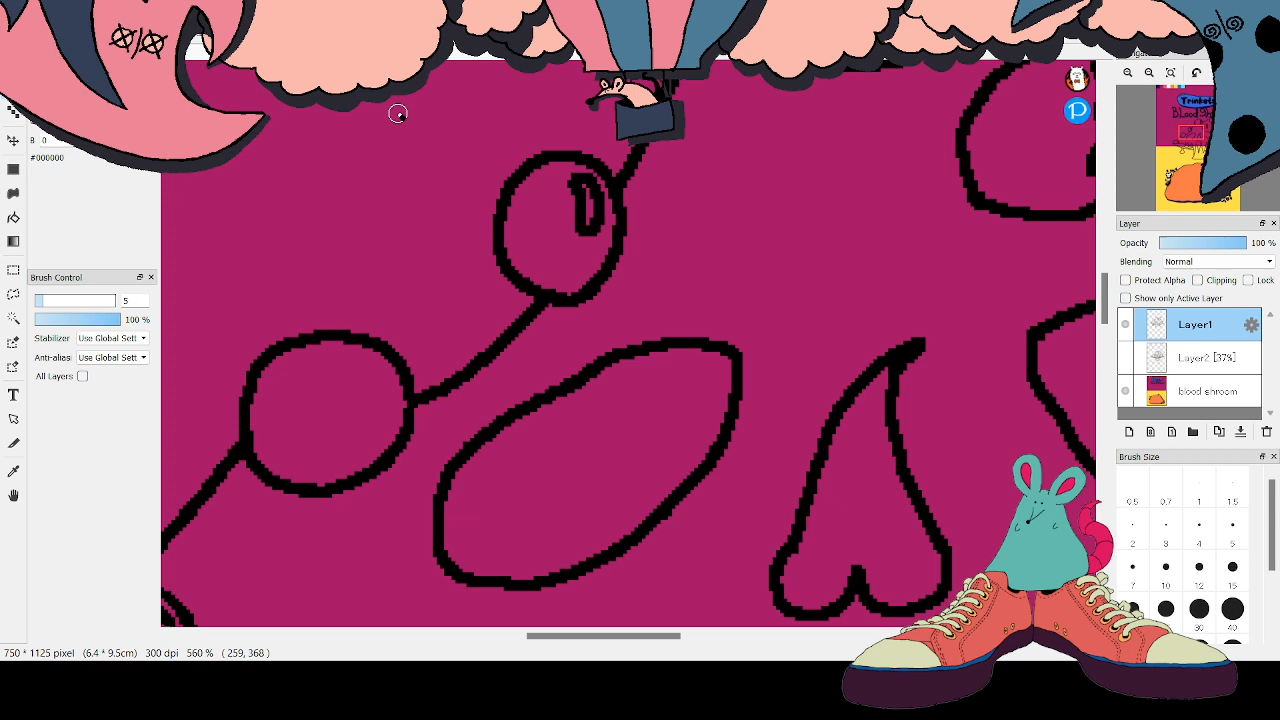 B 0
#000000
Brush Control
5
100 %
Stabilizer Use Global Sett
Anti-alias Use Global Sett
All Layers
T
P
Trinkets
Layer
Opacity 100 %
Blending Normal
Protect Alpha Clipping Lock
Show only Active Layer
Layer1
Layer2 [37%]
blood shroom
Brush Size
0.5 0.7 1 1.5
2 3 4 5
7 10 12 15
30 40
750 * 1125 pixel (6.4 * 9.5cm) 300 dpi 560 % ( 259, 368 )